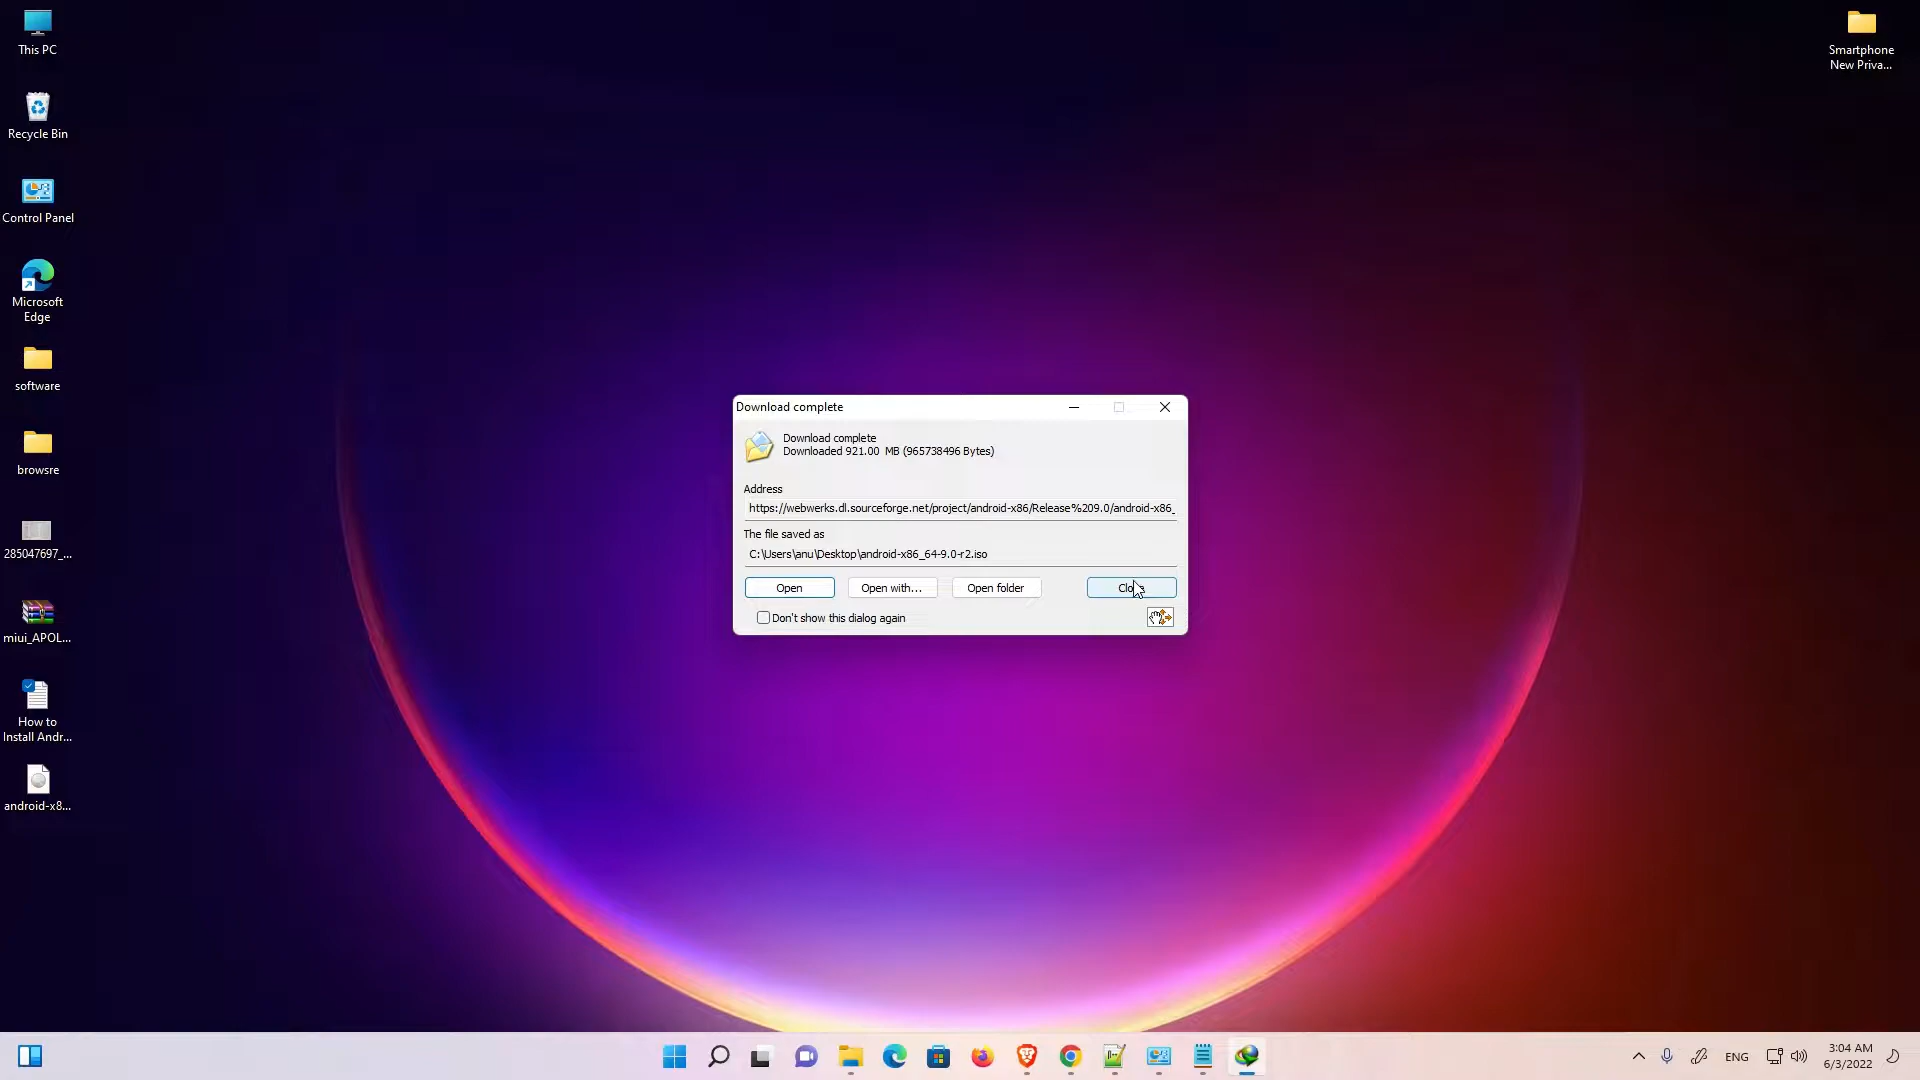 This PC
Recycle Bin
Control Panel
Microsoft
Edge
software
browsre
285047697_...
miui_APOL...
How to
Install Andr...
android-x8...
Smartphone
New Priva...
Download complete
Download complete
Downloaded 921.00 MB (965738496 Bytes)
Address
https://webwerks.dl.sourceforge.net/project/android-x86/Release%209.0/android-x86_
The file saved as
C:\Users\anu\Desktop\android-x86_64-9.0-r2.iso
Open
Open with...
Open folder
Don't show this dialog again
ENG
3:04 AM
6/3/2022